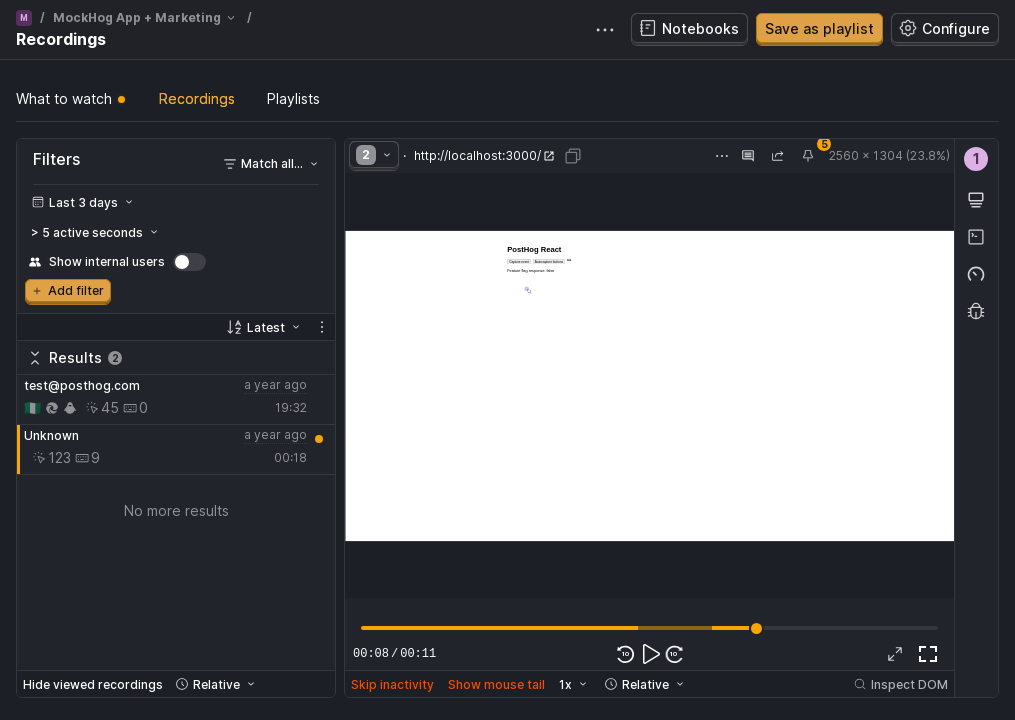 M / MockHog App + Marketing /
Recordings
Notebooks
Save as playlist
Configure
What to watch
Recordings
Playlists
Filters
Match all...
Last 3 days
> 5 active seconds
Show internal users
+ Add filter
Latest
Results 2
test@posthog.com a year ago
45 0 19:32
Unknown a year ago
123 9 00:18
No more results
Hide viewed recordings Relative
2 · http://localhost:3000/ 5 2560 × 1304 (23.8%)
1
PostHog React
Capture event Autocapture buttons
Feature flag response: false
00:08 / 00:11
10 10
Skip inactivity Show mouse tail 1x Relative Inspect DOM